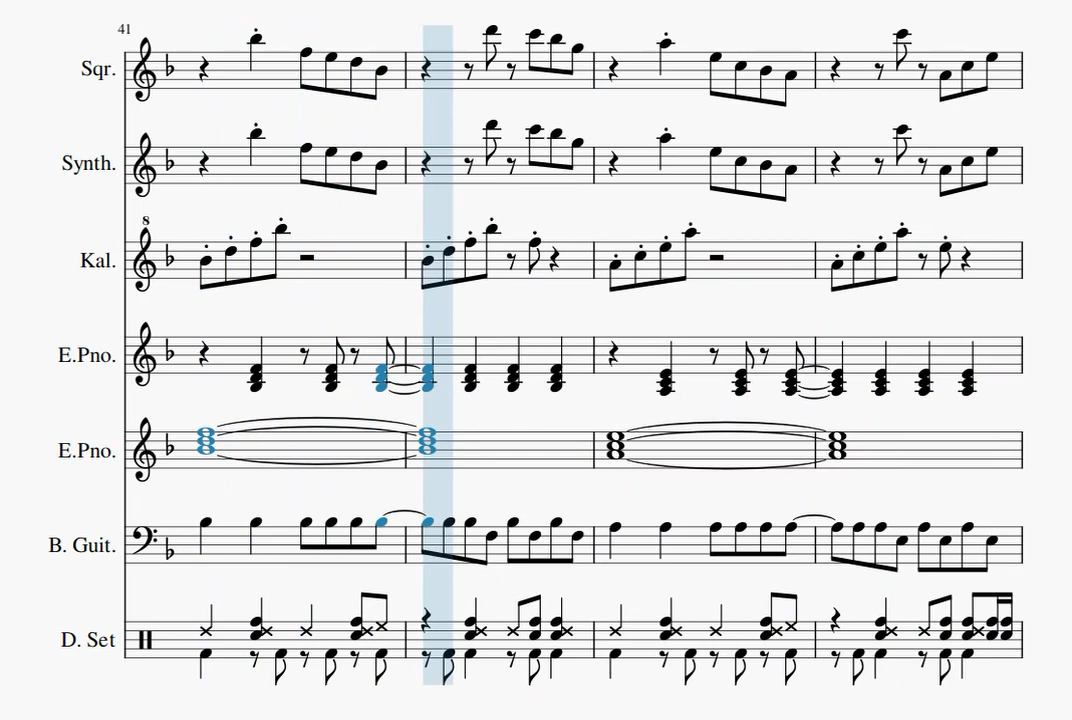 41
Sqr.
Synth.
8
Kal.
E.Pno.
E.Pno.
B. Guit.
D. Set